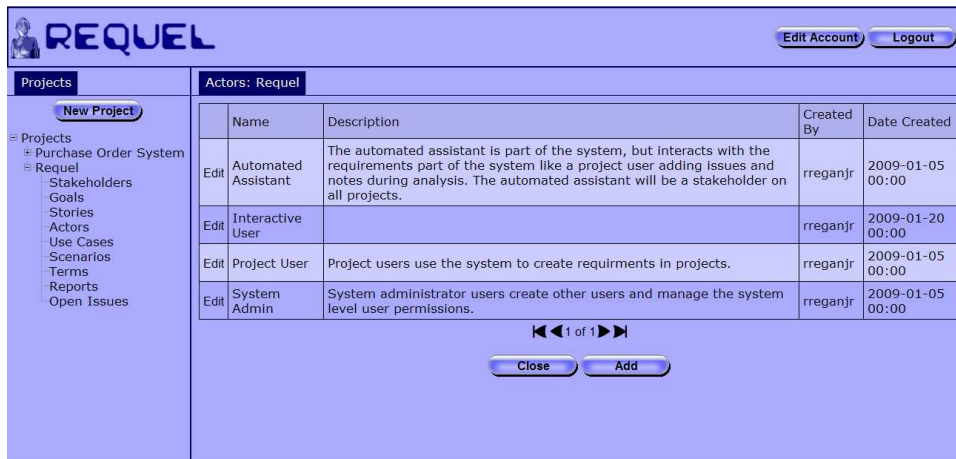 REQUEL
Edit Account Logout
Projects
Actors: Requel
New Project
Projects
Purchase Order System
Requel
Stakeholders
Goals
Stories
Actors
Use Cases
Scenarios
Terms
Reports
Open Issues
Name Description Created By Date Created
Edit Automated Assistant The automated assistant is part of the system, but interacts with the
requirements part of the system like a project user adding issues and
notes during analysis. The automated assistant will be a stakeholder on
all projects. rreganjr 2009-01-05 00:00
Edit Interactive User rreganjr 2009-01-20 00:00
Edit Project User Project users use the system to create requirments in projects. rreganjr 2009-01-05 00:00
Edit System Admin System administrator users create other users and manage the system
level user permissions. rreganjr 2009-01-05 00:00
1 of 1
Close Add